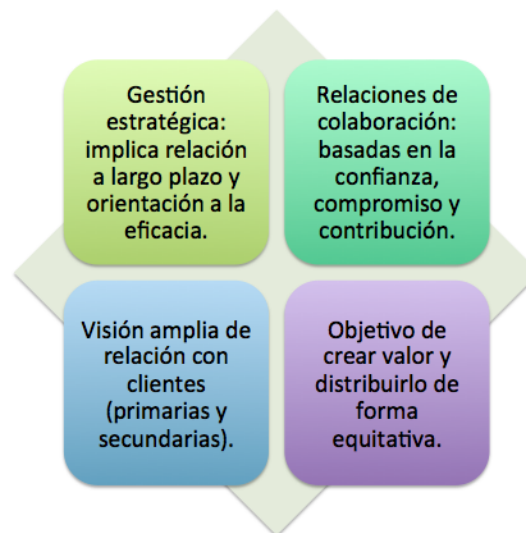 Gestión
estratégica:
implica relación
a largo plazo y
orientación a la
eficacia.
Relaciones de
colaboración:
basadas en la
confianza,
compromiso y
contribución.
Visión amplia de
relación con
clientes
(primarias y
secundarias).
Objetivo de
crear valor y
distribuirlo de
forma
equitativa.